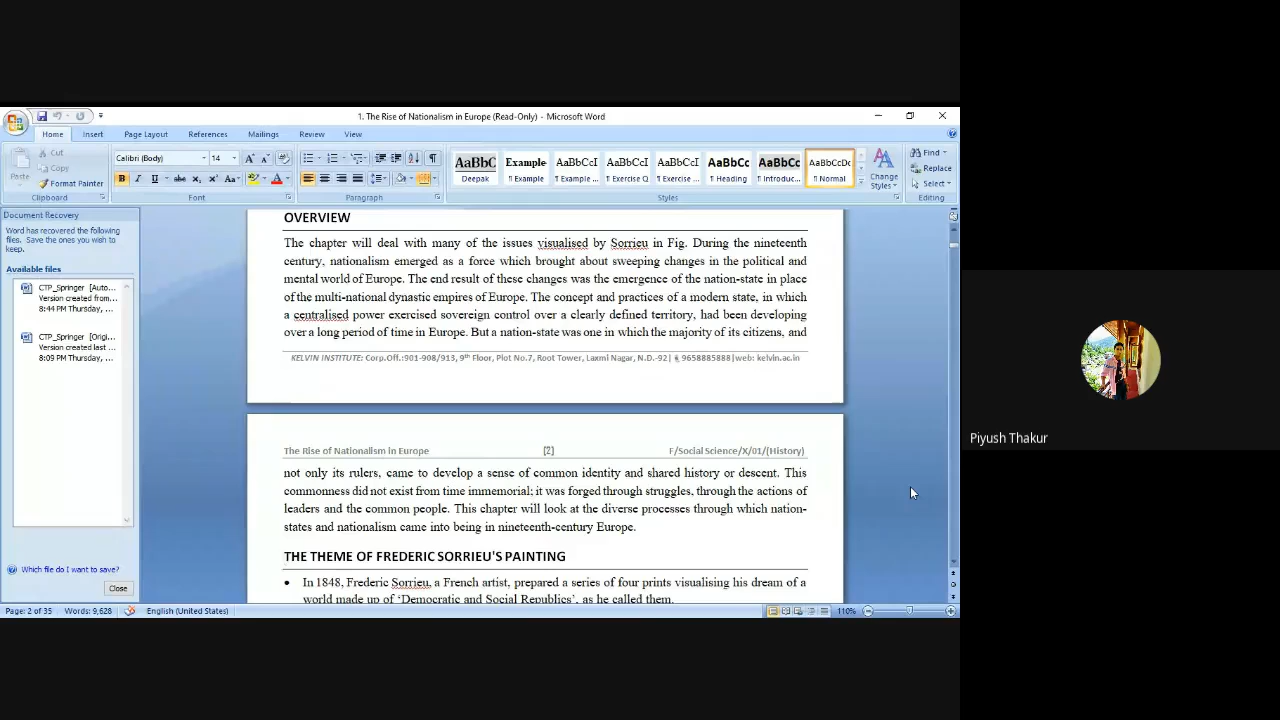 1. The Rise of Nationalism in Europe (Read-Only) - Microsoft Word
Home Insert Page Layout References Mailings Review View
Paste
Cut
Copy
Format Painter
Clipboard
Calibri (Body) 14
Font
Paragraph
AaBbC AaBbCc AaBbCcI AaBbCcI AaBbCcI AaBbCc AaBbCc AaBbCcDc
Deepak Example Example ... Exercise Q... Exercise ... Heading Introduc... Normal
Change Styles
Styles
Find
Replace
Select
Editing
Document Recovery
Word has recovered the following
files. Save the ones you wish to
keep.
Available files
CTP_Springer [Auto...
Version created from...
8:44 PM Thursday, ...
CTP_Springer [Origi...
Version created last ...
8:09 PM Thursday, ...
Which file do I want to save?
Close
OVERVIEW
The chapter will deal with many of the issues visualised by Sorrieu in Fig. During the nineteenth
century, nationalism emerged as a force which brought about sweeping changes in the political and
mental world of Europe. The end result of these changes was the emergence of the nation-state in place
of the multi-national dynastic empires of Europe. The concept and practices of a modern state, in which
a centralised power exercised sovereign control over a clearly defined territory, had been developing
over a long period of time in Europe. But a nation-state was one in which the majority of its citizens, and
KELVIN INSTITUTE: Corp.Off.:901-908/913, 9th Floor, Plot No.7, Root Tower, Laxmi Nagar, N.D.-92| 9658885888|web: kelvin.ac.in
The Rise of Nationalism in Europe [2] F/Social Science/X/01/(History)
not only its rulers, came to develop a sense of common identity and shared history or descent. This
commonness did not exist from time immemorial; it was forged through struggles, through the actions of
leaders and the common people. This chapter will look at the diverse processes through which nation-
states and nationalism came into being in nineteenth-century Europe.
THE THEME OF FREDERIC SORRIEU'S PAINTING
• In 1848, Frederic Sorrieu, a French artist, prepared a series of four prints visualising his dream of a
world made up of ‘Democratic and Social Republics’, as he called them.
Page: 2 of 35 Words: 9,628 English (United States) 110%
Piyush Thakur